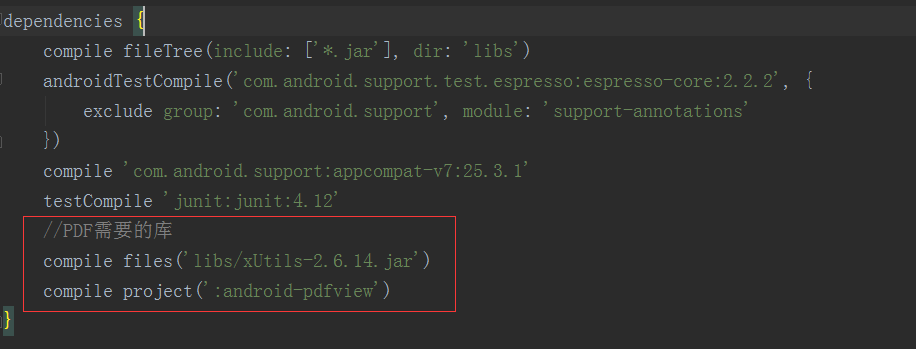 dependencies {
compile fileTree(include: ['*.jar'], dir: 'libs')
androidTestCompile('com.android.support.test.espresso:espresso-core:2.2.2', {
exclude group: 'com.android.support', module: 'support-annotations'
})
compile 'com.android.support:appcompat-v7:25.3.1'
testCompile 'junit:junit:4.12'
//PDF需要的库
compile files('libs/xUtils-2.6.14.jar')
compile project(':android-pdfview')
}